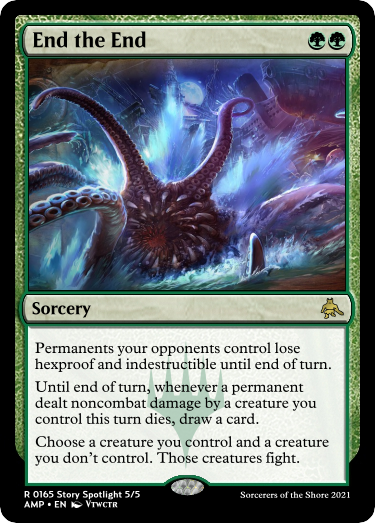 End the End
Sorcery
Permanents your opponents control lose
hexproof and indestructible until end of turn.
Until end of turn, whenever a permanent
dealt noncombat damage by a creature you
control this turn dies, draw a card.
Choose a creature you control and a creature
you don't control. Those creatures fight.
R 0165 Story Spotlight 5/5
AMP • EN Vtwctr
Sorcerers of the Shore 2021